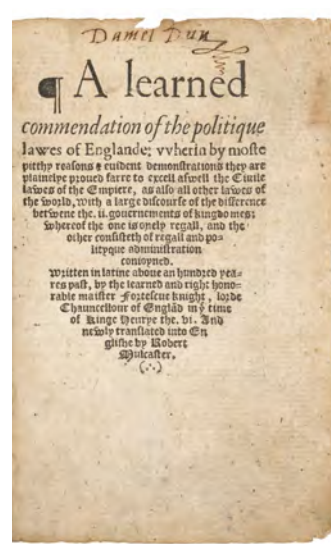 Daniel Dun
¶ A learned
commendation of the politique
lawes of Englande: vvherin by moste
pitthy reasons & euident demonstrations they are
plainelye proued farre to excell aswell the Ciuile
lawes of the Empiere, as also all other lawes of
the world, with a large discourse of the difference
betwene the. ii. gouernements of kingdomes:
whereof the one is onely regall, and the
other consisteth of regall and po-
lityque administration
conioyned.
written in latine aboue an hundred yea-
res past, by the learned and right hono-
rable maister Fortescue knight, lorde
Chauncellour of Englād in yͤ time
of Kinge Henrye the. vi. And
newly translated into En
glishe by Robert
Mulcaster.
(∴)